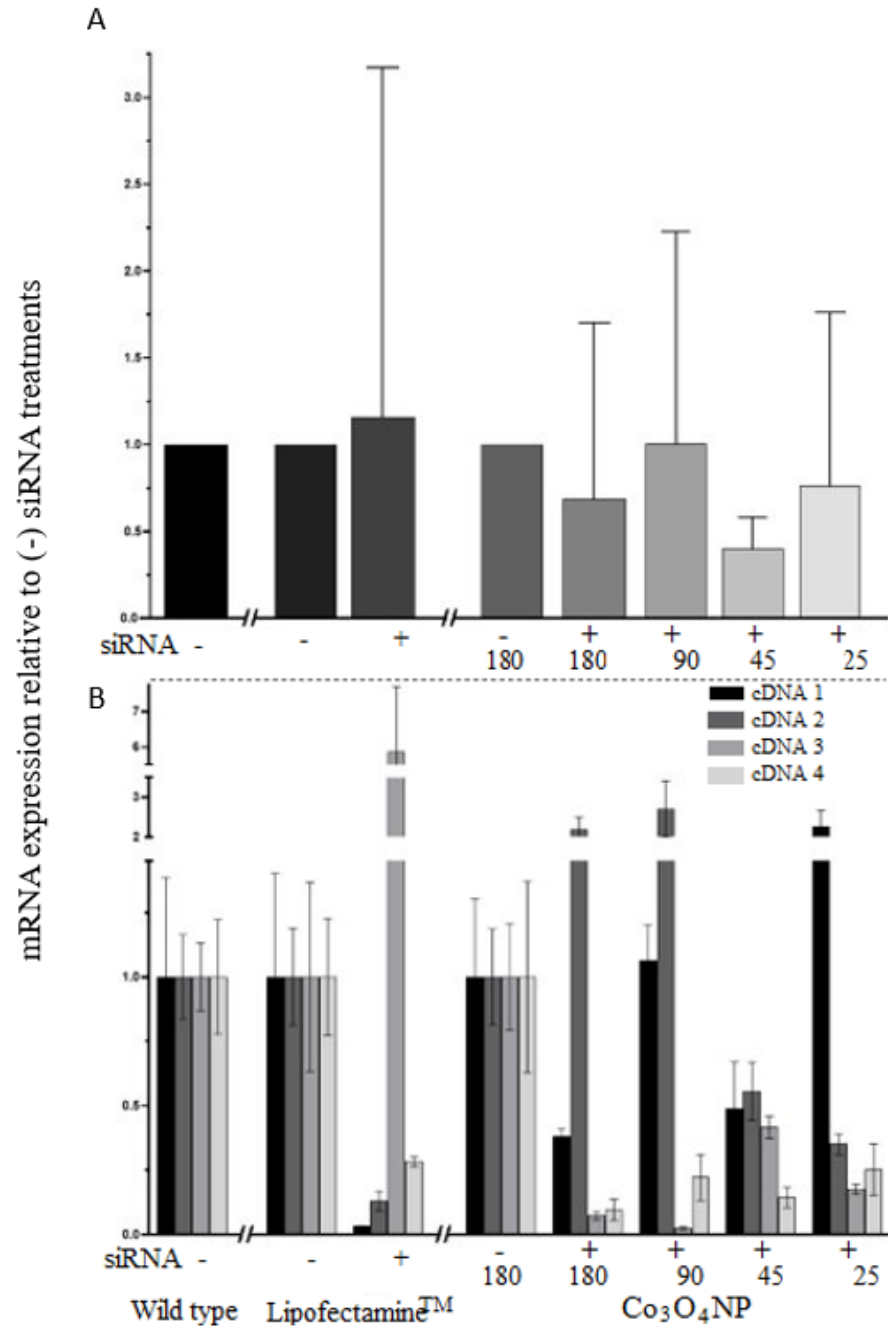 A
mRNA expression relative to (-) siRNA treatments
3.0
2.5
2.0
1.5
1.0
0.5
0.0
siRNA - - + - + + + +
180 180 90 45 25
B
cDNA 1
cDNA 2
cDNA 3
cDNA 4
7
6
3
2
1.0
0.5
0.0
siRNA - - + - + + + +
180 180 90 45 25
Wild type Lipofectamine™ Co₃O₄NP